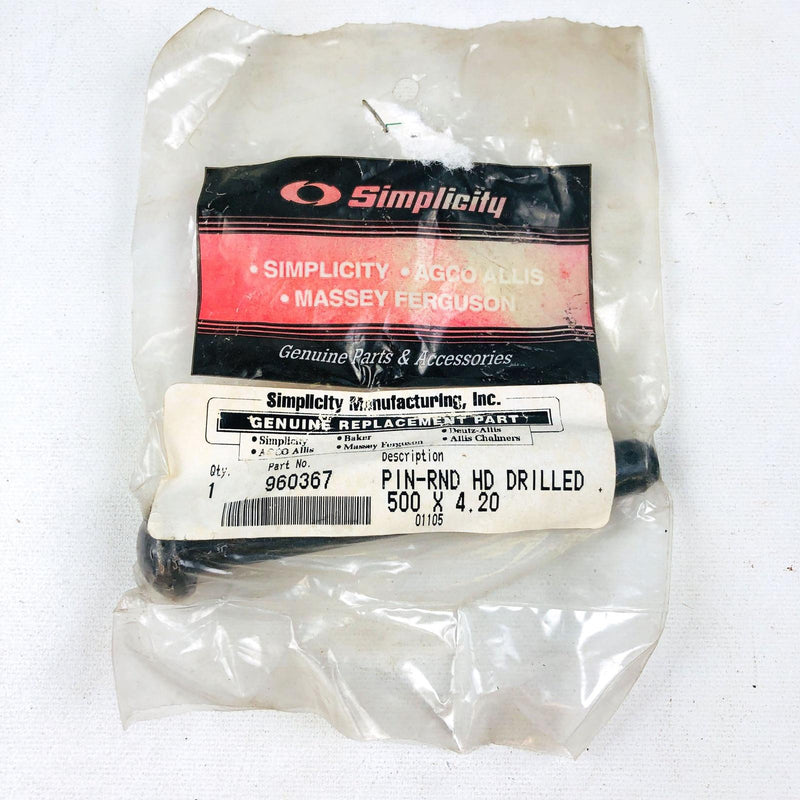 Simplicity
• SIMPLICITY • AGCO ALLIS
• MASSEY FERGUSON
Genuine Parts & Accessories
Simplicity Manufacturing, Inc.
GENUINE REPLACEMENT PART
• Simplicity • Baker • Deutz-Allis
• AGCO Allis • Massey Ferguson • Allis Chalmers
Qty. Part No. Description
1 960367 PIN-RND HD DRILLED ,
500 X 4.20
01105